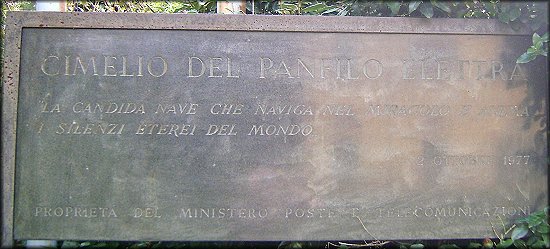 CIMELIO DEL PANFILO ELETTRA
"LA CANDIDA NAVE CHE NAVIGA NEL MIRACOLO E ANIMA
I SILENZI ETEREI DEL MONDO"
2 OTTOBRE 1977
PROPRIETA DEL MINISTERO POSTE E TELECOMUNICAZIONI